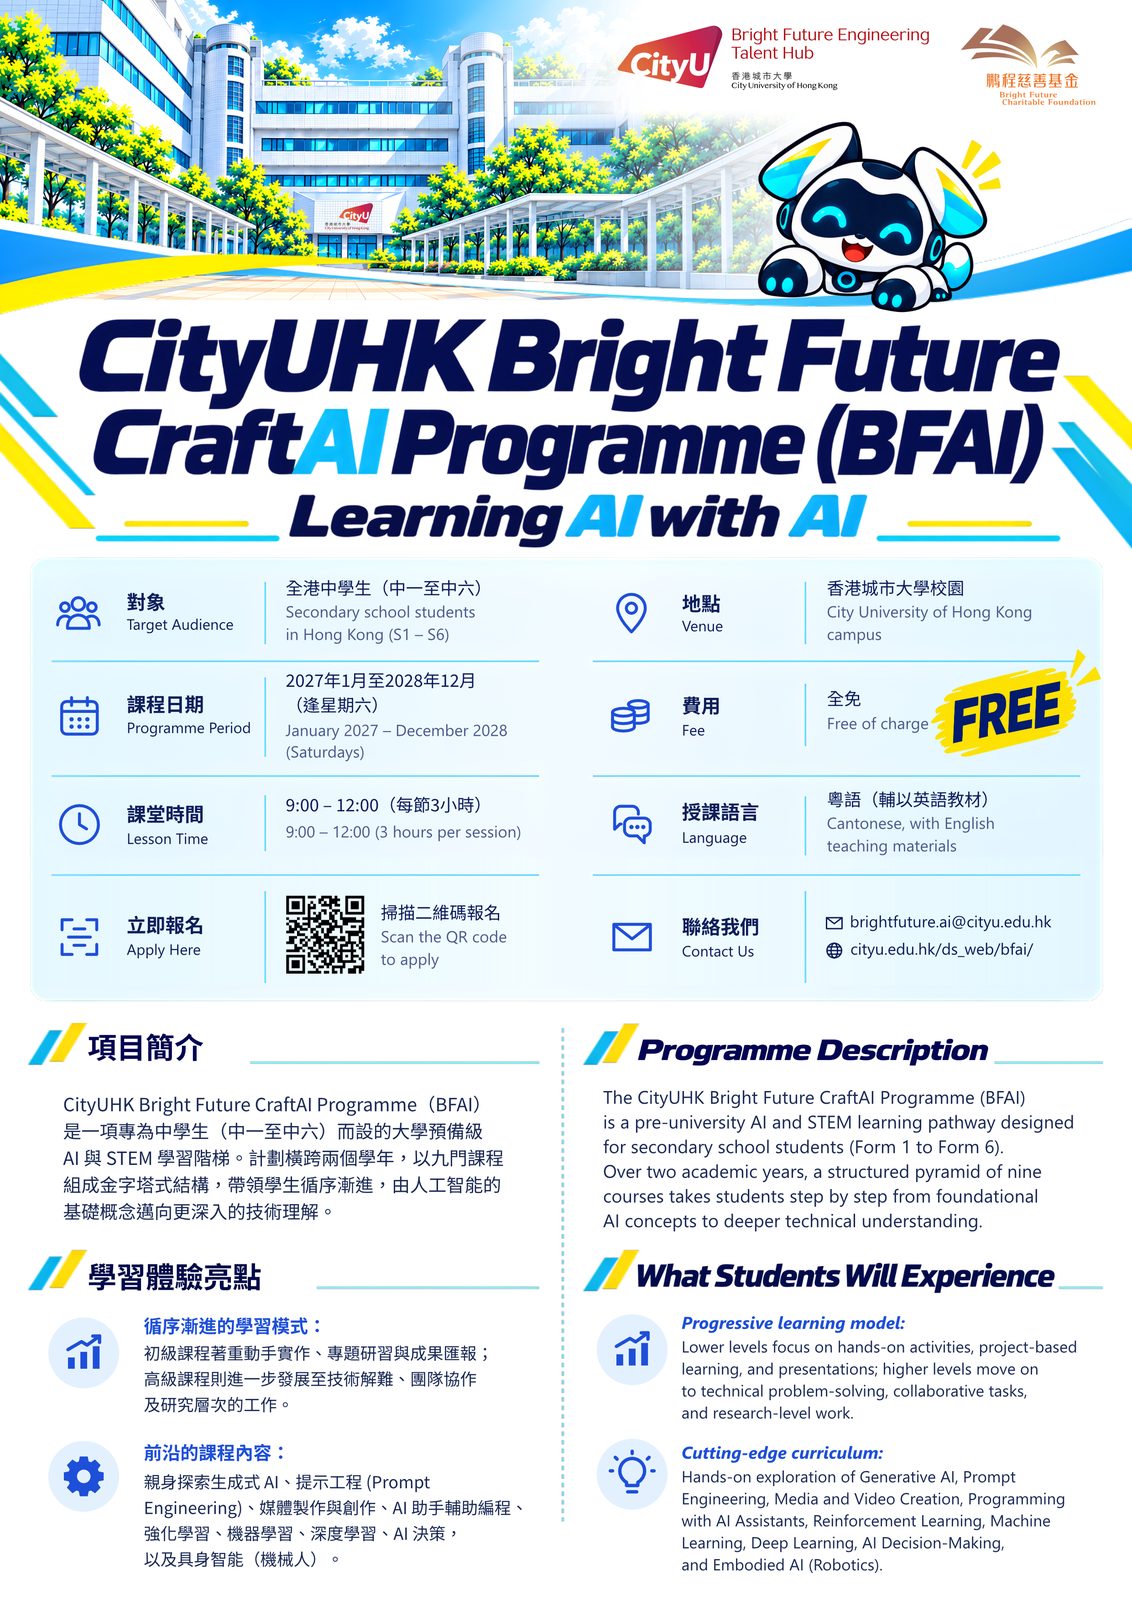 CityU
Bright Future Engineering
Talent Hub
香港城市大學
City University of Hong Kong
鵬程慈善基金
Bright Future
Charitable Foundation
CityU
香港城市大學
City University of Hong Kong
CityUHK Bright Future
CraftAI Programme (BFAI)
Learning AI with AI
對象
Target Audience
全港中學生（中一至中六）
Secondary school students
in Hong Kong (S1 – S6)
地點
Venue
香港城市大學校園
City University of Hong Kong
campus
課程日期
Programme Period
2027年1月至2028年12月
（逢星期六）
January 2027 – December 2028
(Saturdays)
費用
Fee
全免
Free of charge
FREE
課堂時間
Lesson Time
9:00 – 12:00（每節3小時）
9:00 – 12:00 (3 hours per session)
授課語言
Language
粵語（輔以英語教材）
Cantonese, with English
teaching materials
立即報名
Apply Here
掃描二維碼報名
Scan the QR code
to apply
聯絡我們
Contact Us
brightfuture.ai@cityu.edu.hk
cityu.edu.hk/ds_web/bfai/
項目簡介
CityUHK Bright Future CraftAI Programme（BFAI）
是一項專為中學生（中一至中六）而設的大學預備級
AI 與 STEM 學習階梯。計劃橫跨兩個學年，以九門課程
組成金字塔式結構，帶領學生循序漸進，由人工智能的
基礎概念邁向更深入的技術理解。
Programme Description
The CityUHK Bright Future CraftAI Programme (BFAI)
is a pre-university AI and STEM learning pathway designed
for secondary school students (Form 1 to Form 6).
Over two academic years, a structured pyramid of nine
courses takes students step by step from foundational
AI concepts to deeper technical understanding.
學習體驗亮點
循序漸進的學習模式：
初級課程著重動手實作、專題研習與成果匯報；
高級課程則進一步發展至技術解難、團隊協作
及研究層次的工作。
前沿的課程內容：
親身探索生成式 AI、提示工程 (Prompt
Engineering)、媒體製作與創作、AI 助手輔助編程、
強化學習、機器學習、深度學習、AI 決策，
以及具身智能（機械人）。
What Students Will Experience
Progressive learning model:
Lower levels focus on hands-on activities, project-based
learning, and presentations; higher levels move on
to technical problem-solving, collaborative tasks,
and research-level work.
Cutting-edge curriculum:
Hands-on exploration of Generative AI, Prompt
Engineering, Media and Video Creation, Programming
with AI Assistants, Reinforcement Learning, Machine
Learning, Deep Learning, AI Decision-Making,
and Embodied AI (Robotics).